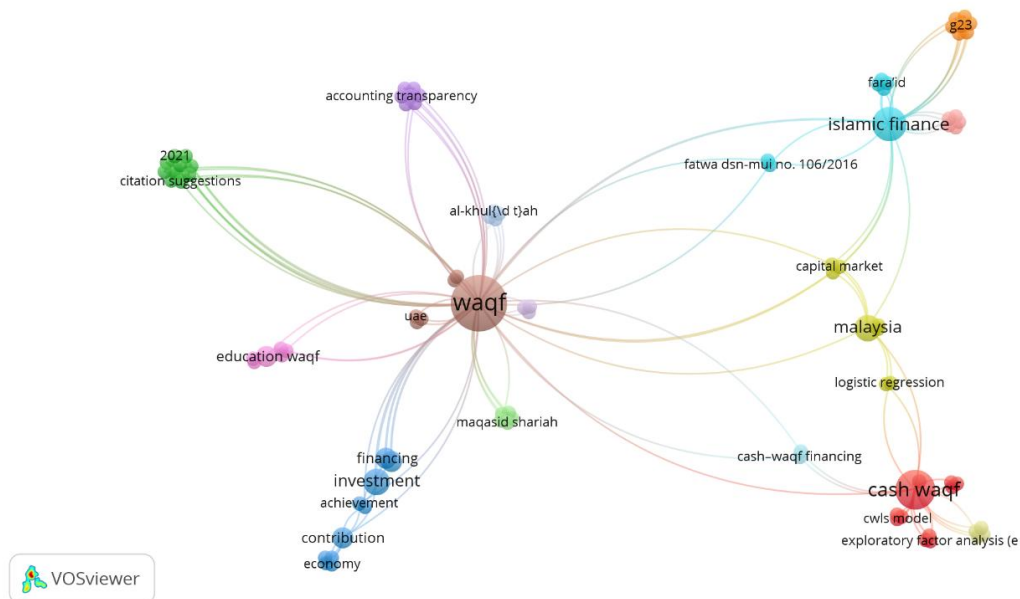 g23
fara'id
accounting transparency
islamic finance
2021
fatwa dsn-mui no. 106/2016
citation suggestions
al-khul{\d t}ah
capital market
waqf
uae
malaysia
education waqf
logistic regression
maqasid shariah
financing
cash–waqf financing
investment
cash waqf
achievement
cwls model
contribution
exploratory factor analysis (e
economy
VOSviewer